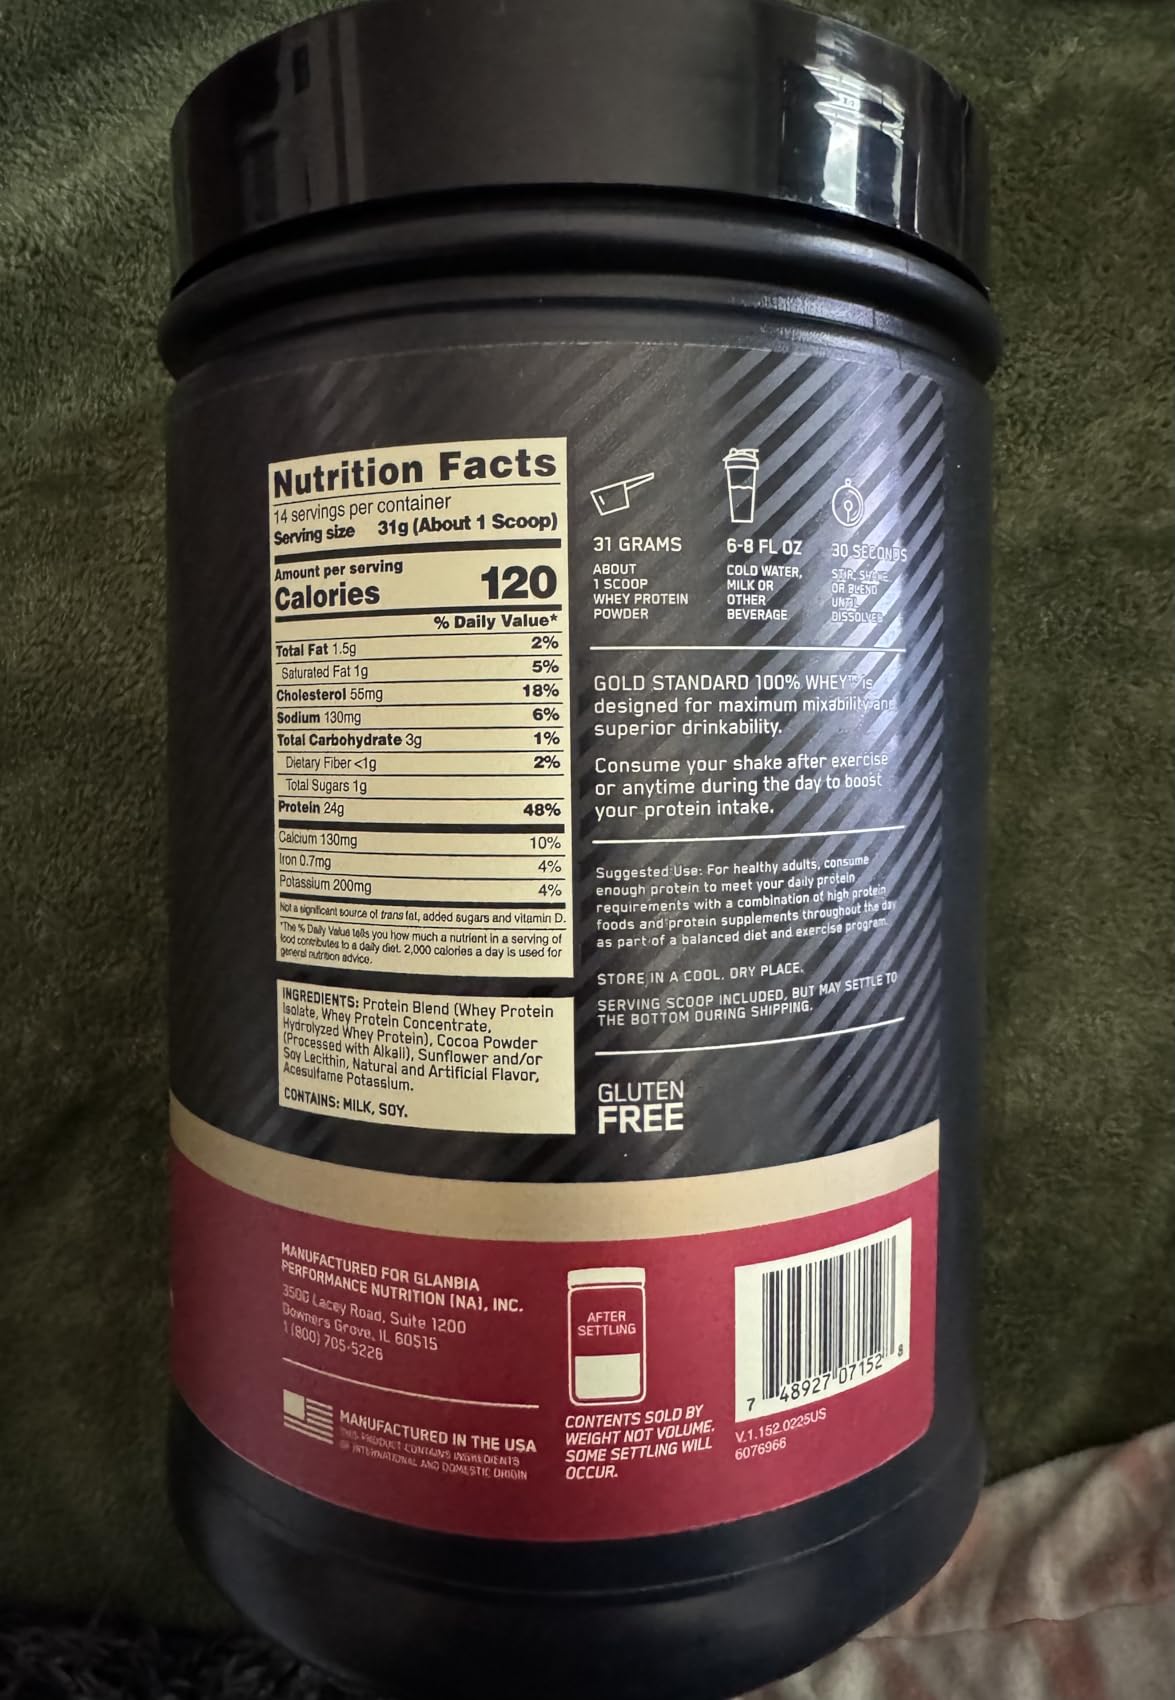 Nutrition Facts
14 servings per container
Serving size 31g (About 1 Scoop)
Amount per serving
Calories 120
% Daily Value*
Total Fat 1.5g 2%
Saturated Fat 1g 5%
Cholesterol 55mg 18%
Sodium 130mg 6%
Total Carbohydrate 3g 1%
Dietary Fiber <1g 2%
Total Sugars 1g
Protein 24g 48%
Calcium 130mg 10%
Iron 0.7mg 4%
Potassium 200mg 4%
Not a significant source of trans fat, added sugars and vitamin D.
*The % Daily Value tells you how much a nutrient in a serving of
food contributes to a daily diet. 2,000 calories a day is used for
general nutrition advice.
INGREDIENTS: Protein Blend (Whey Protein
Isolate, Whey Protein Concentrate,
Hydrolyzed Whey Protein), Cocoa Powder
(Processed with Alkali), Sunflower and/or
Soy Lecithin, Natural and Artificial Flavor,
Acesulfame Potassium.
CONTAINS: MILK, SOY.
31 GRAMS
ABOUT
1 SCOOP
WHEY PROTEIN
POWDER
6-8 FL OZ
COLD WATER,
MILK OR
OTHER
BEVERAGE
30 SECONDS
STIR, SHAKE
OR BLEND
UNTIL
DISSOLVED
GOLD STANDARD 100% WHEY™ is
designed for maximum mixability and
superior drinkability.
Consume your shake after exercise
or anytime during the day to boost
your protein intake.
Suggested Use: For healthy adults, consume
enough protein to meet your daily protein
requirements with a combination of high protein
foods and protein supplements throughout the day
as part of a balanced diet and exercise program.
STORE IN A COOL, DRY PLACE.
SERVING SCOOP INCLUDED, BUT MAY SETTLE TO
THE BOTTOM DURING SHIPPING.
GLUTEN
FREE
MANUFACTURED FOR GLANBIA
PERFORMANCE NUTRITION (NA), INC.
3500 Lacey Road, Suite 1200
Downers Grove, IL 60515
1 (800) 705-5226
MANUFACTURED IN THE USA
THIS PRODUCT CONTAINS INGREDIENTS
OF INTERNATIONAL AND DOMESTIC ORIGIN
AFTER
SETTLING
CONTENTS SOLD BY
WEIGHT NOT VOLUME.
SOME SETTLING WILL
OCCUR.
7 48927 07152 8
V.1.152.0225US
6076966